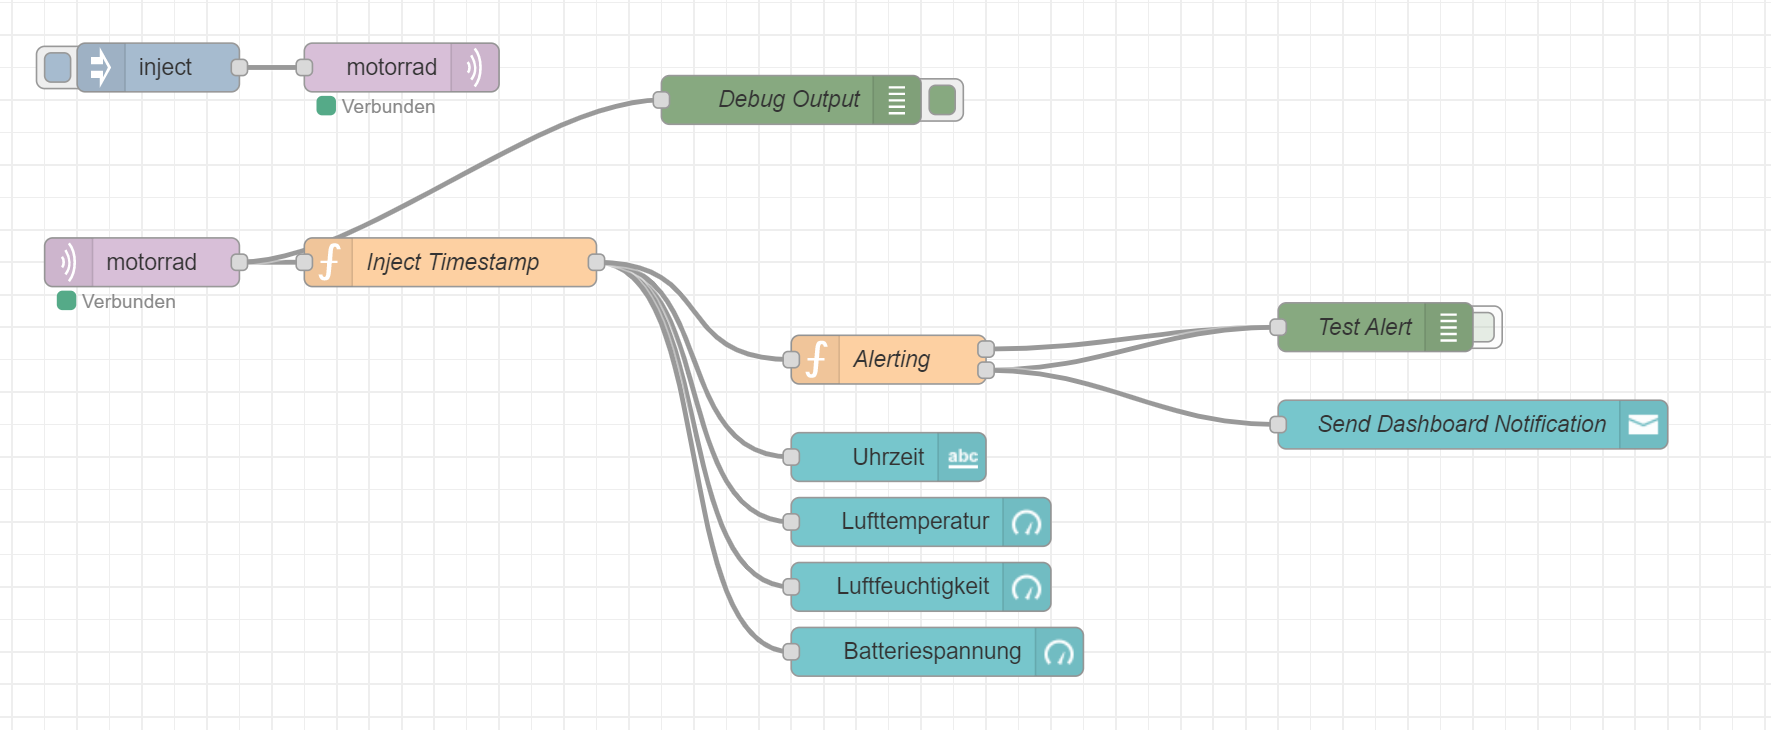 inject
motorrad
Verbunden
Debug Output
motorrad
Verbunden
Inject Timestamp
Alerting
Test Alert
Send Dashboard Notification
Uhrzeit
abc
Lufttemperatur
Luftfeuchtigkeit
Batteriespannung